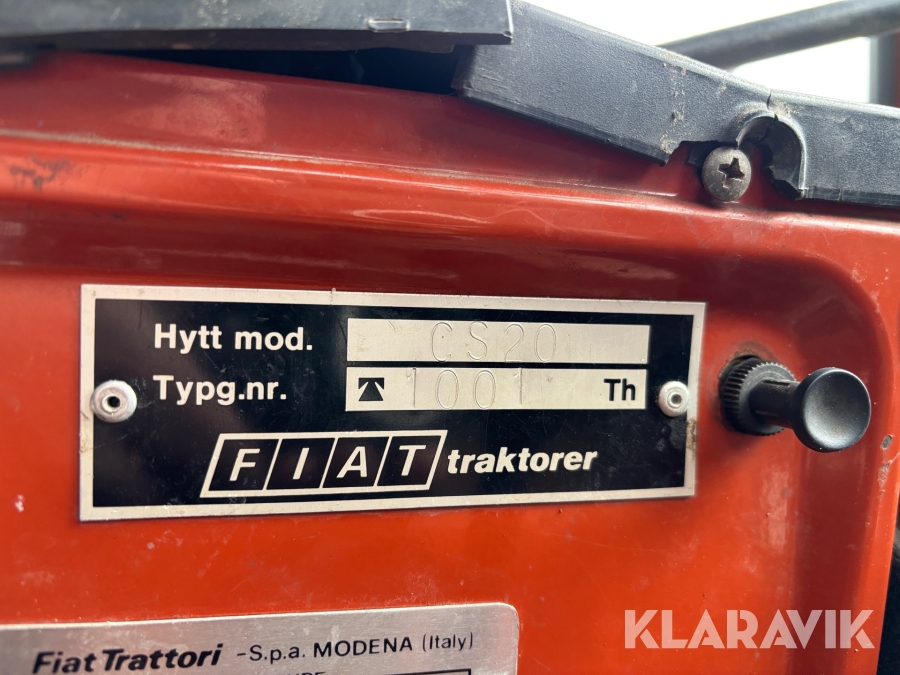 Hytt mod. CS20
Typg.nr. 1001 Th
FIAT traktorer
Fiat Trattori - S.p.a. MODENA (Italy)
KLARAVIK